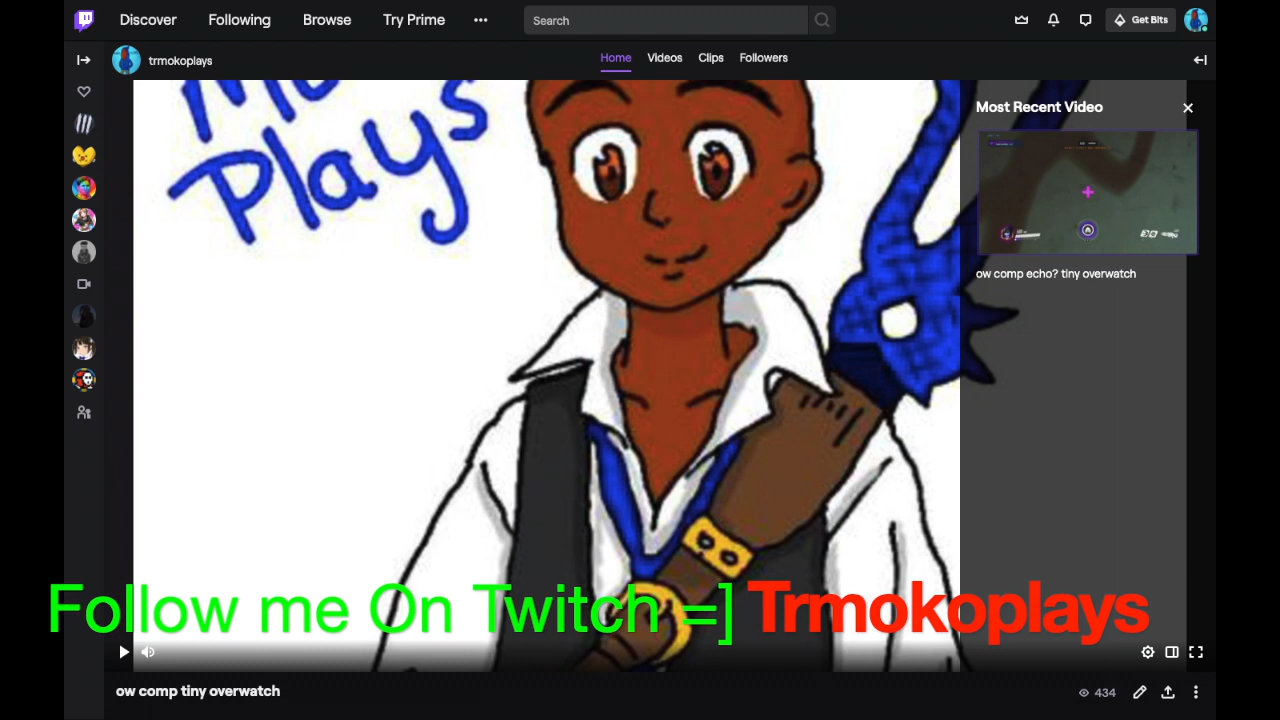 Discover Following Browse Try Prime ••• Search Get Bits
trmokoplays Home Videos Clips Followers
Plays
Most Recent Video
ow comp echo? tiny overwatch
Follow me On Twitch =] Trmokoplays
ow comp tiny overwatch 434